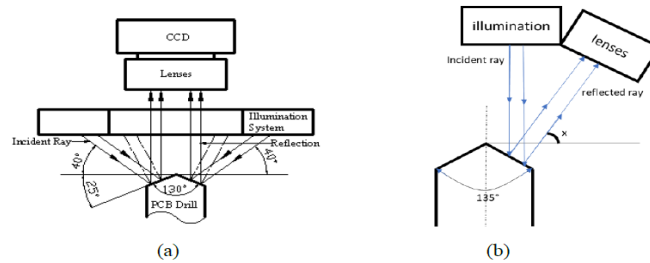 CCD
Lenses
Illumination
System
Incident Ray
Reflection
40°
40°
25°
130°
PCB Drill
(a)
illumination
lenses
Incident ray
reflected ray
x
135°
(b)